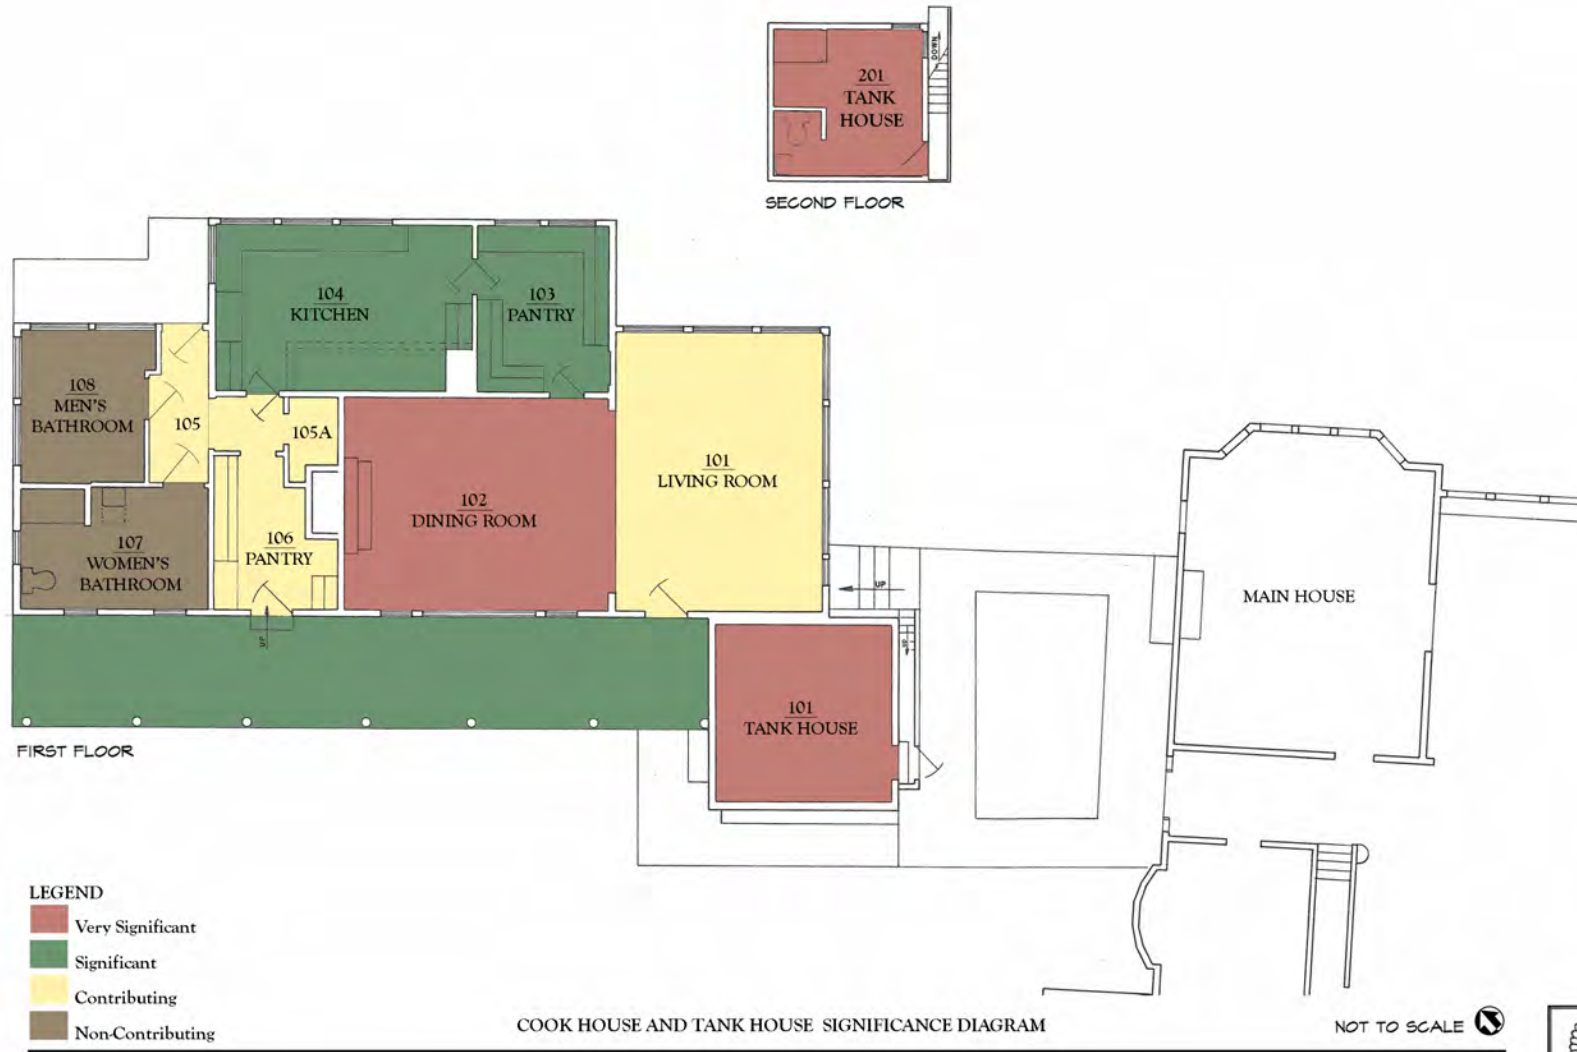 201
TANK
HOUSE
DOWN
SECOND FLOOR
104
KITCHEN
103
PANTRY
108
MEN'S
BATHROOM
105
105A
101
LIVING ROOM
102
DINING ROOM
106
PANTRY
107
WOMEN'S
BATHROOM
UP
UP
UP
MAIN HOUSE
101
TANK HOUSE
FIRST FLOOR
LEGEND
Very Significant
Significant
Contributing
Non-Contributing
COOK HOUSE AND TANK HOUSE SIGNIFICANCE DIAGRAM
NOT TO SCALE